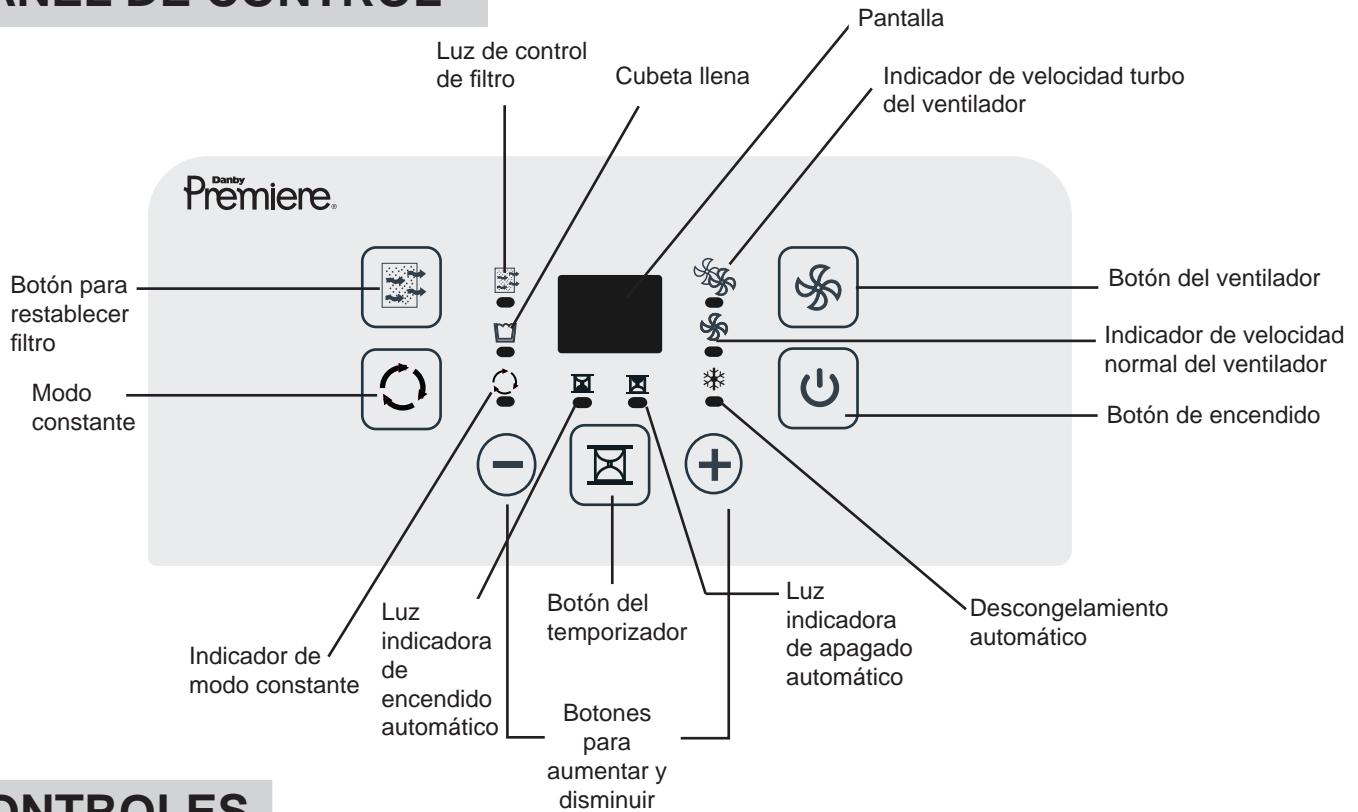 ANEL DE CONTROL
Pantalla
Luz de control
de filtro
Cubeta llena
Indicador de velocidad turbo
del ventilador
Danby
Premiere®
Botón para
restablecer
filtro
Botón del ventilador
Indicador de velocidad
normal del ventilador
Modo
constante
Botón de encendido
Luz
indicadora
de
encendido
automático
Botón del
temporizador
Luz
indicadora
de apagado
automático
Descongelamiento
automático
Indicador de
modo constante
Botones
para
aumentar y
disminuir
ONTROLES